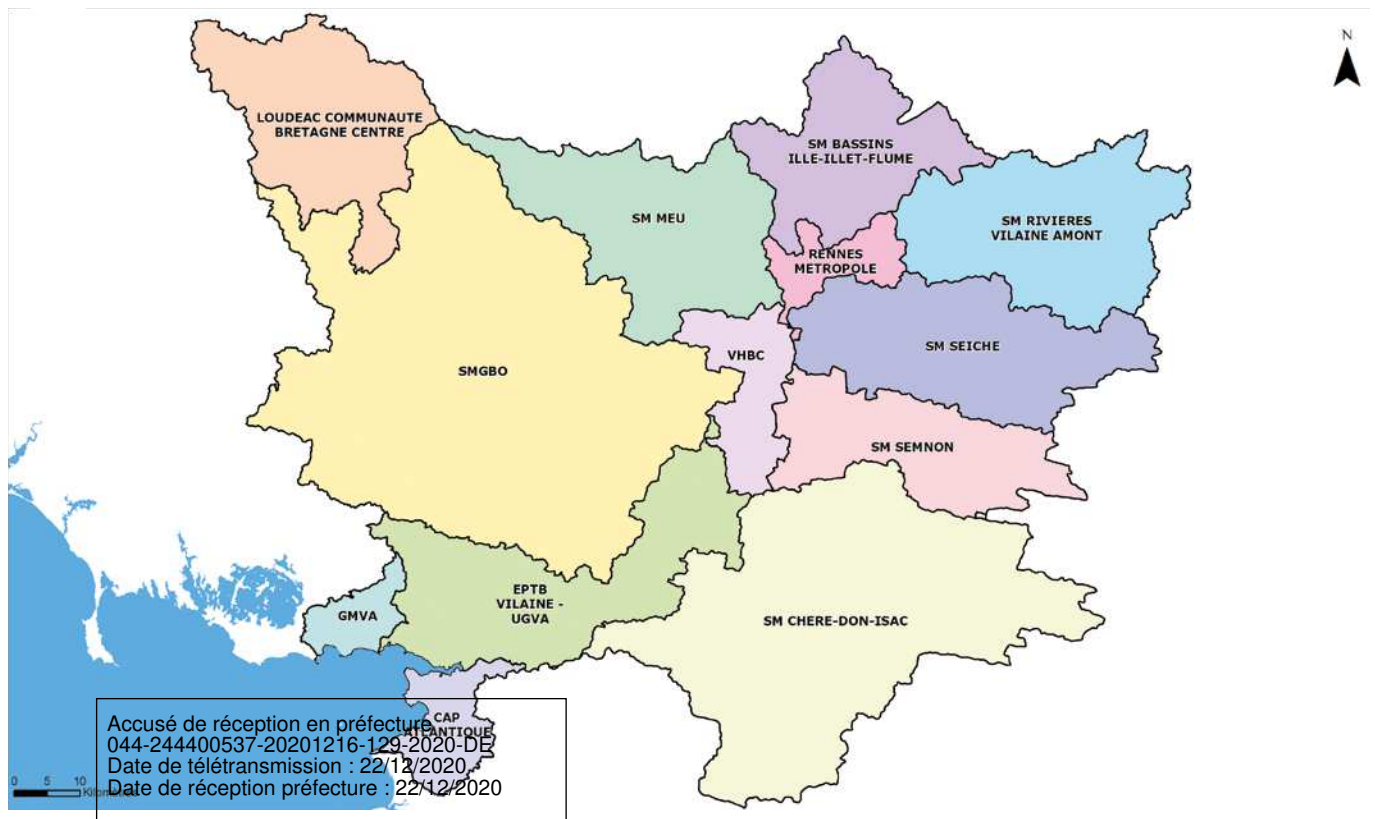 N
LOUDEAC COMMUNAUTE
BRETAGNE CENTRE
SM BASSINS
ILLE-ILLET-FLUME
SM MEU
SM RIVIERES
VILAINE AMONT
RENNES
METROPOLE
SM SEICHE
VHBC
SMGBO
SM SEMNON
EPTB
VILAINE -
UGVA
GMVA
SM CHERE-DON-ISAC
CAP
ATLANTIQUE
Accusé de réception en préfecture
044-244400537-20201216-129-2020-DE
Date de télétransmission : 22/12/2020
Date de réception préfecture : 22/12/2020
0 5 10
Kilomètres